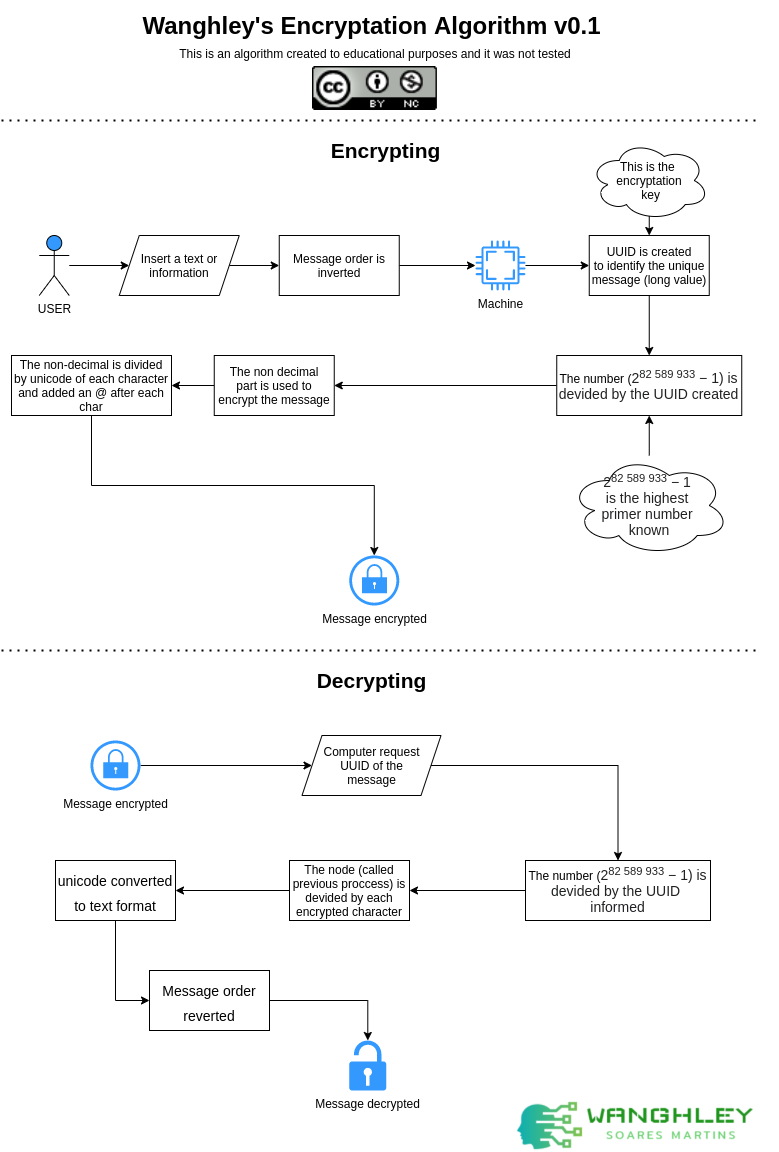 Wanghley's Encryptation Algorithm v0.1
This is an algorithm created to educational purposes and it was not tested
CC
BY NC
Encrypting
This is the
encryptation
key
USER
Insert a text or
information
Message order is
inverted
Machine
UUID is created
to identify the unique
message (long value)
The non-decimal is divided
by unicode of each character
and added an @ after each
char
The non decimal
part is used to
encrypt the message
The number (2^82 589 933 − 1) is
devided by the UUID created
2^82 589 933 − 1
is the highest
primer number
known
Message encrypted
Decrypting
Message encrypted
Computer request
UUID of the
message
unicode converted
to text format
The node (called
previous proccess) is
devided by each
encrypted character
The number (2^82 589 933 − 1) is
devided by the UUID
informed
Message order
reverted
Message decrypted
WANGHLEY
SOARES MARTINS